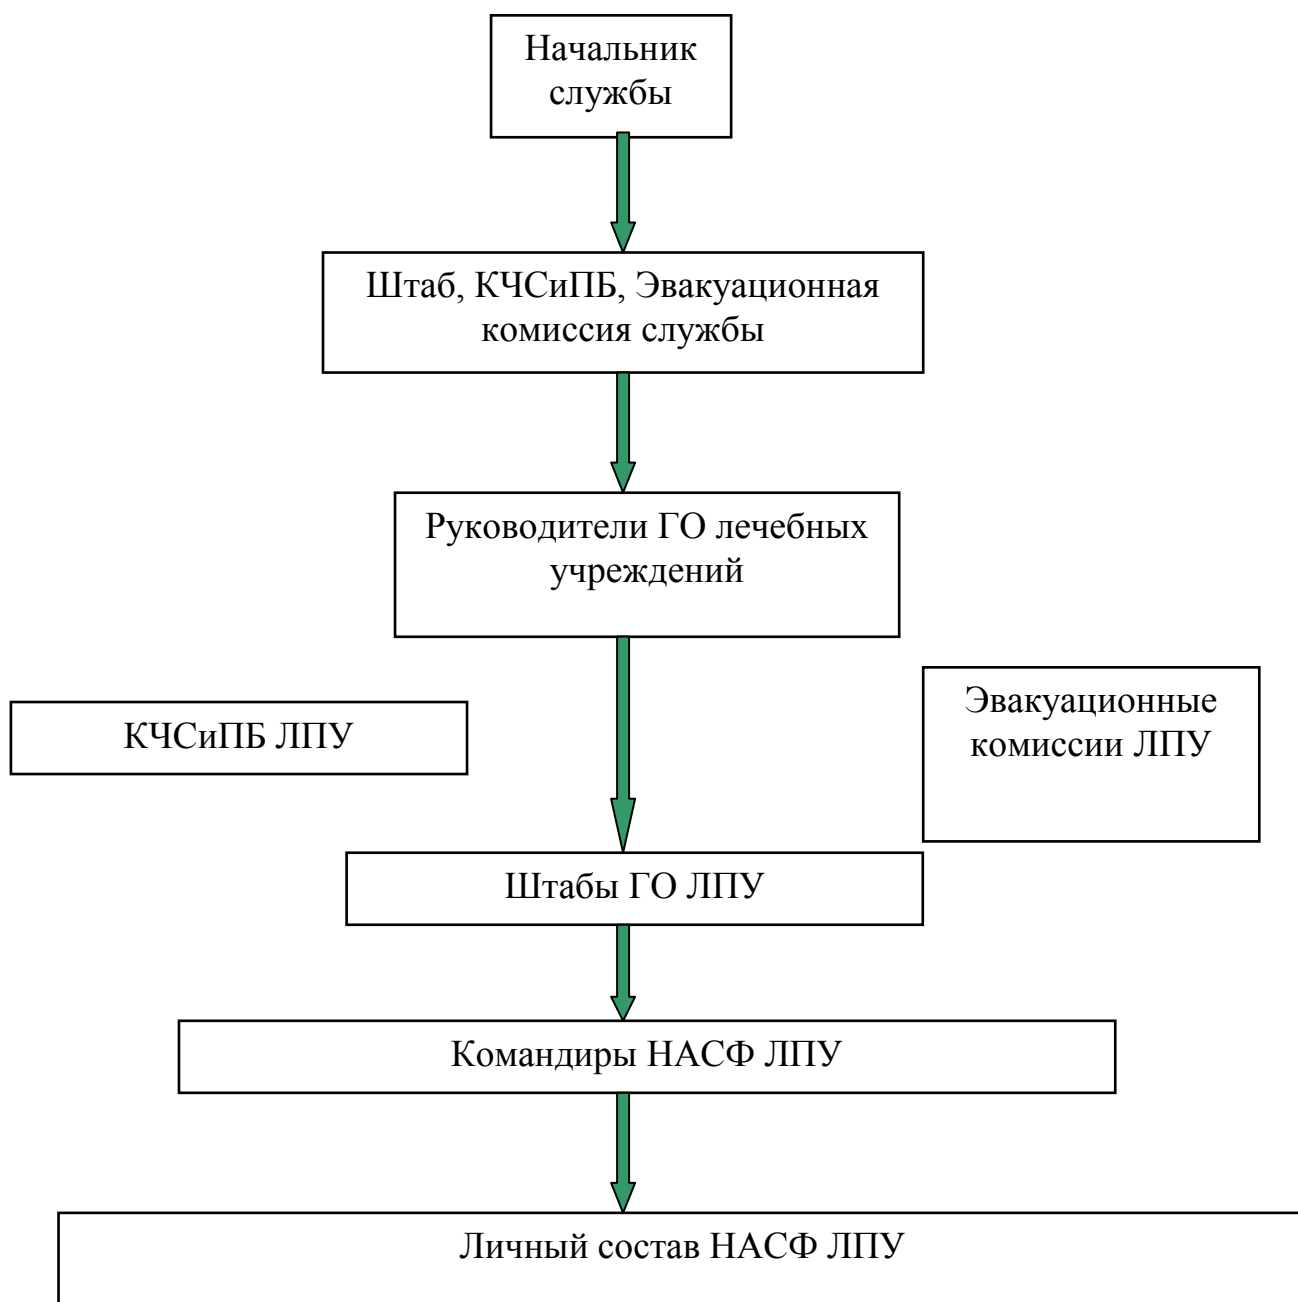 Начальник
службы
Штаб, КЧСиПБ, Эвакуационная
комиссия службы
Руководители ГО лечебных
учреждений
КЧСиПБ ЛПУ
Эвакуационные
комиссии ЛПУ
Штабы ГО ЛПУ
Командиры НАСФ ЛПУ
Личный состав НАСФ ЛПУ